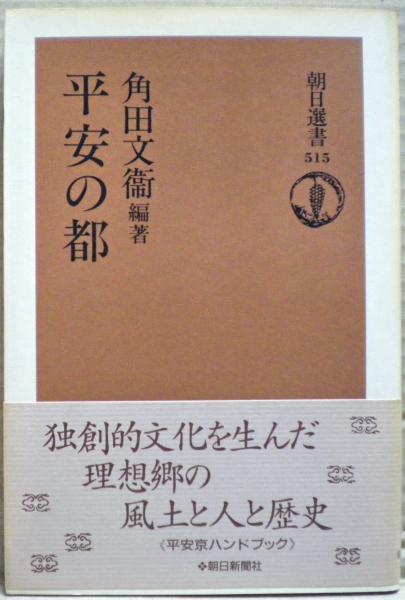 朝日選書
515
角田文衞編著
平安の都
独創的文化を生んだ
理想郷の
風土と人と歴史
《平安京ハンドブック》
朝日新聞社